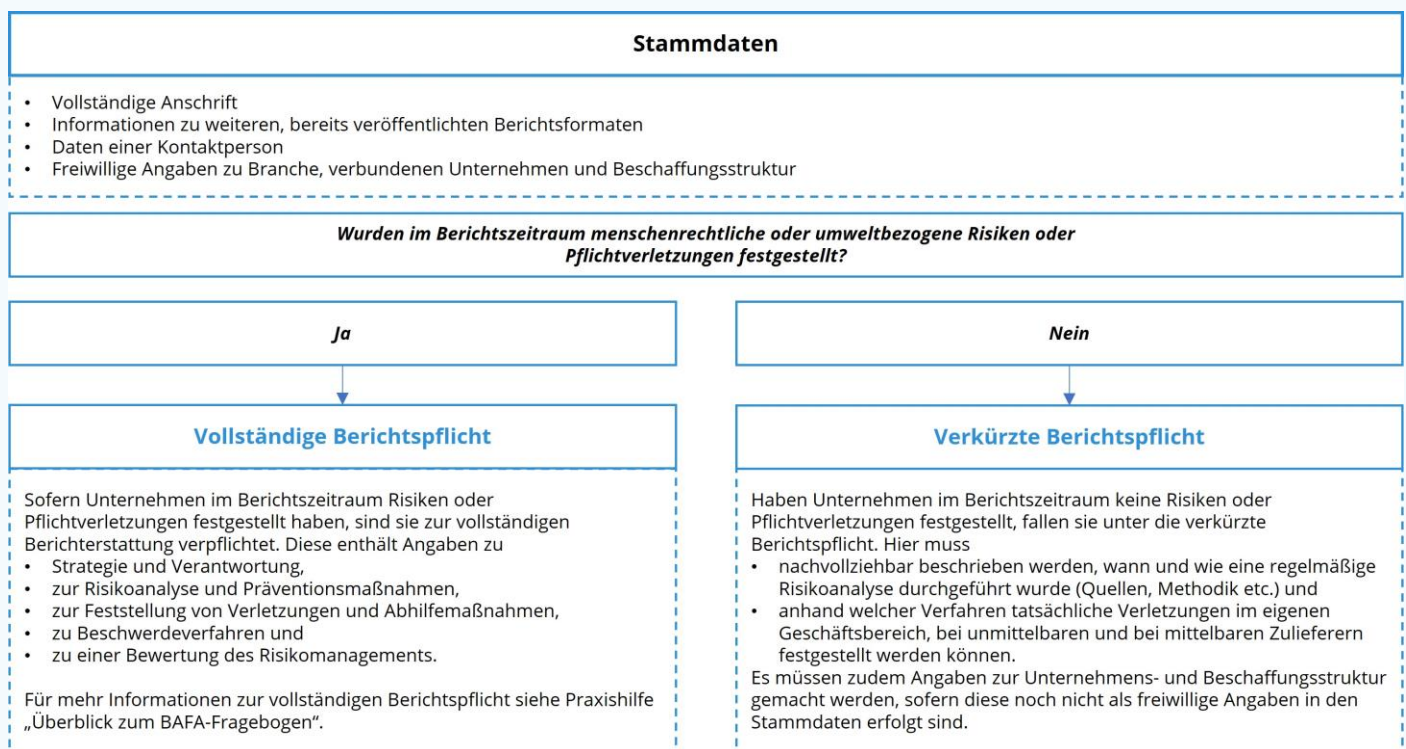 Stammdaten
• Vollständige Anschrift
• Informationen zu weiteren, bereits veröffentlichten Berichtsformaten
• Daten einer Kontaktperson
• Freiwillige Angaben zu Branche, verbundenen Unternehmen und Beschaffungsstruktur
Wurden im Berichtszeitraum menschenrechtliche oder umweltbezogene Risiken oder
Pflichtverletzungen festgestellt?
Ja
Vollständige Berichtspflicht
Sofern Unternehmen im Berichtszeitraum Risiken oder
Pflichtverletzungen festgestellt haben, sind sie zur vollständigen
Berichterstattung verpflichtet. Diese enthält Angaben zu
• Strategie und Verantwortung,
• zur Risikoanalyse und Präventionsmaßnahmen,
• zur Feststellung von Verletzungen und Abhilfemaßnahmen,
• zu Beschwerdeverfahren und
• zu einer Bewertung des Risikomanagements.
Für mehr Informationen zur vollständigen Berichtspflicht siehe Praxishilfe
„Überblick zum BAFA-Fragebogen“.
Nein
Verkürzte Berichtspflicht
Haben Unternehmen im Berichtszeitraum keine Risiken oder
Pflichtverletzungen festgestellt, fallen sie unter die verkürzte
Berichtspflicht. Hier muss
• nachvollziehbar beschrieben werden, wann und wie eine regelmäßige
Risikoanalyse durchgeführt wurde (Quellen, Methodik etc.) und
• anhand welcher Verfahren tatsächliche Verletzungen im eigenen
Geschäftsbereich, bei unmittelbaren und bei mittelbaren Zulieferern
festgestellt werden können.
Es müssen zudem Angaben zur Unternehmens- und Beschaffungsstruktur
gemacht werden, sofern diese noch nicht als freiwillige Angaben in den
Stammdaten erfolgt sind.